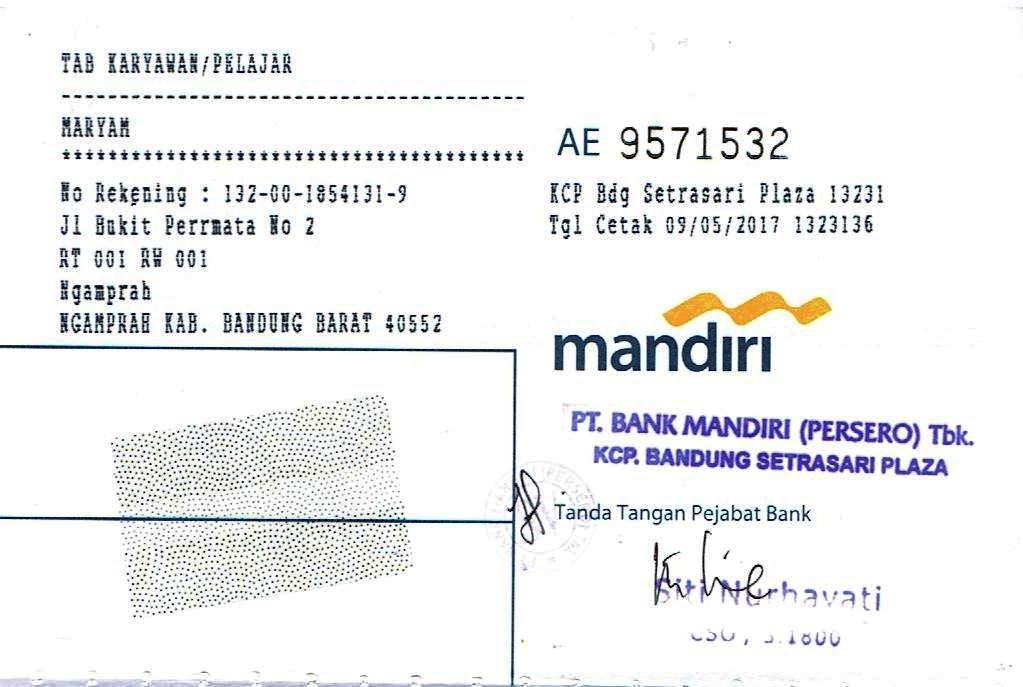 TAB KARYAWAN/PELAJAR
MARYAM
No Rekening : 132-00-1854131-9
Jl Bukit Perrmata No 2
RT 001 RW 001
Ngamprah
NGAMPRAH KAB. BANDUNG BARAT 40552
AE 9571532
KCP Bdg Setrasari Plaza 13231
Tgl Cetak 09/05/2017 1323136
mandiri
PT. BANK MANDIRI (PERSERO) Tbk.
KCP. BANDUNG SETRASARI PLAZA
Tanda Tangan Pejabat Bank
Siti Nurhayati
CSO,